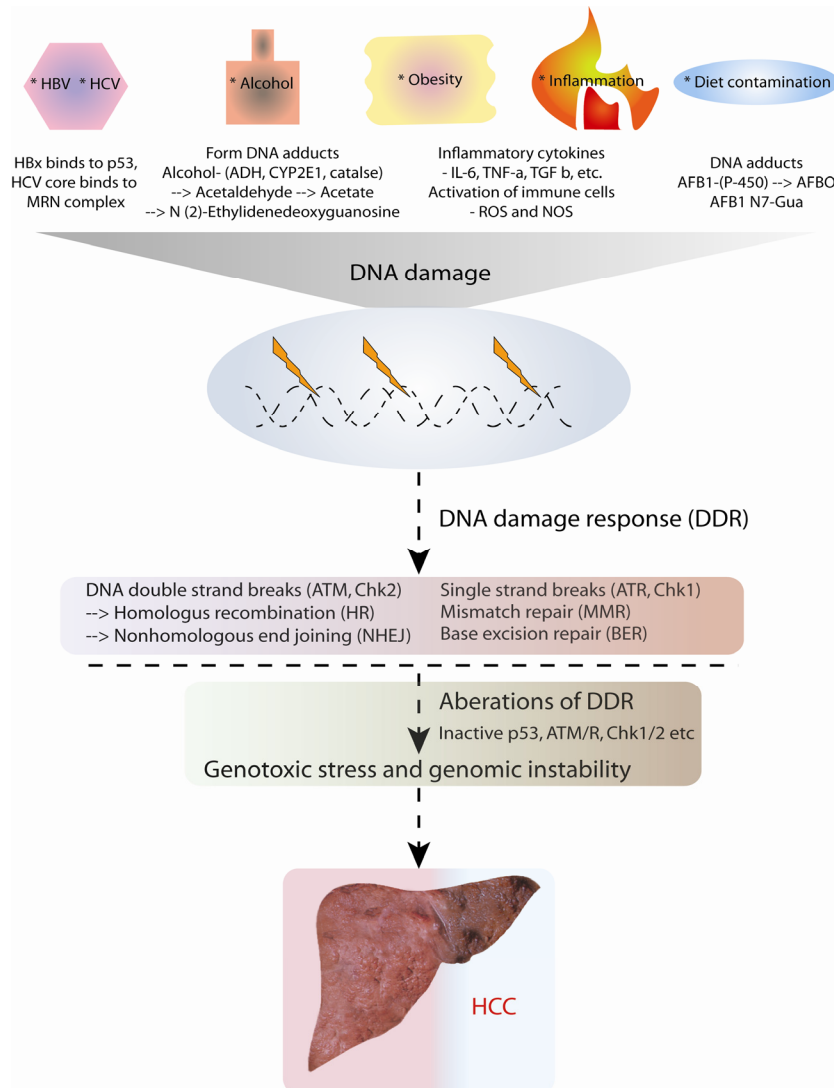 * HBV * HCV
* Alcohol
* Obesity
* Inflammation
* Diet contamination
HBx binds to p53,
HCV core binds to
MRN complex
Form DNA adducts
Alcohol- (ADH, CYP2E1, catalse)
--> Acetaldehyde --> Acetate
--> N (2)-Ethylidenedeoxyguanosine
Inflammatory cytokines
- IL-6, TNF-a, TGF b, etc.
Activation of immune cells
- ROS and NOS
DNA adducts
AFB1-(P-450) --> AFBO
AFB1 N7-Gua
DNA damage
DNA damage response (DDR)
DNA double strand breaks (ATM, Chk2)
--> Homologus recombination (HR)
--> Nonhomologous end joining (NHEJ)
Single strand breaks (ATR, Chk1)
Mismatch repair (MMR)
Base excision repair (BER)
Aberations of DDR
Inactive p53, ATM/R, Chk1/2 etc
Genotoxic stress and genomic instability
HCC